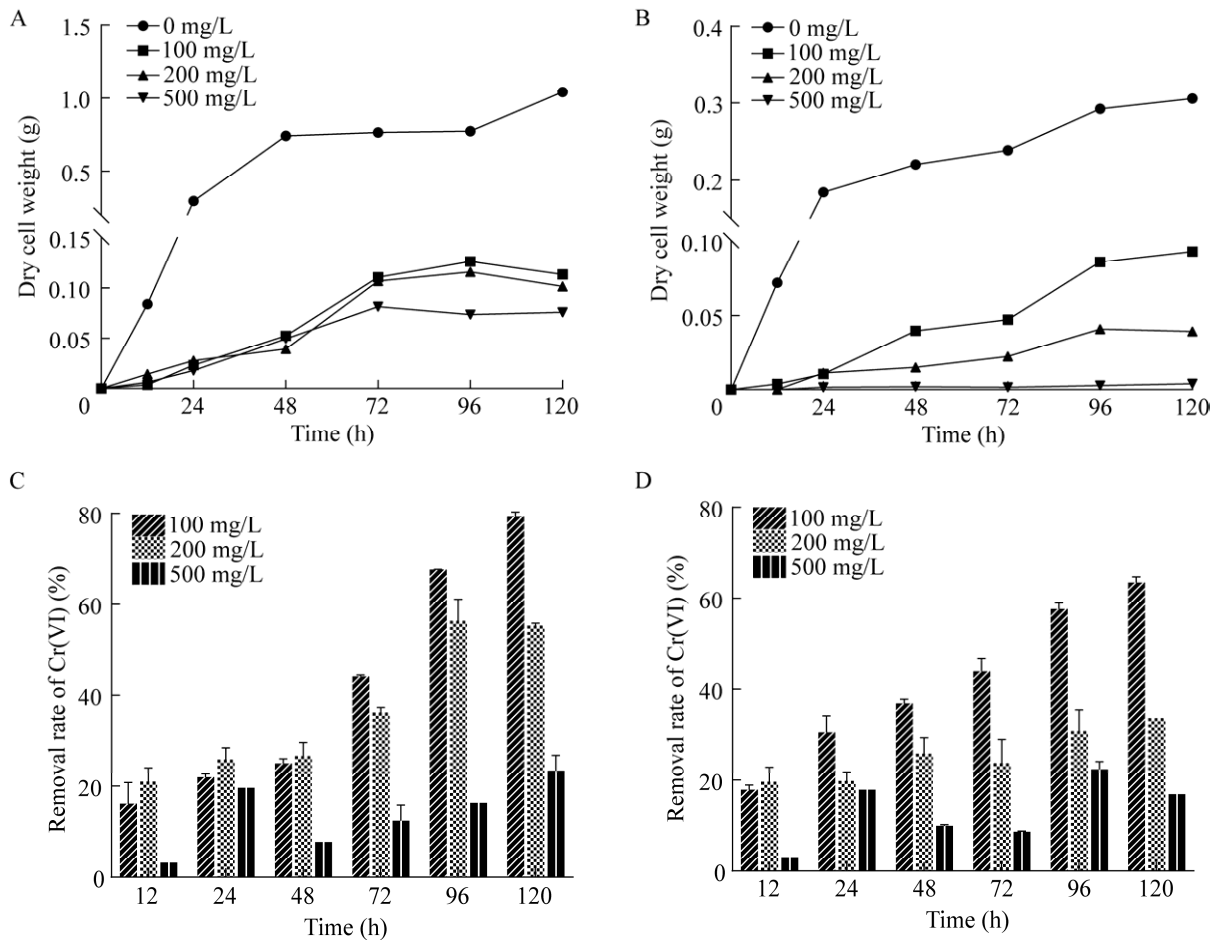 A
Dry cell weight (g)
1.5
1.0
0.5
0.15
0.10
0.05
0
0 mg/L
100 mg/L
200 mg/L
500 mg/L
24 48 72 96 120
Time (h)
B
Dry cell weight (g)
0.4
0.3
0.2
0.10
0.05
0
0 mg/L
100 mg/L
200 mg/L
500 mg/L
24 48 72 96 120
Time (h)
C
Removal rate of Cr(VI) (%)
80
60
40
20
0
100 mg/L
200 mg/L
500 mg/L
12 24 48 72 96 120
Time (h)
D
Removal rate of Cr(VI) (%)
80
60
40
20
0
100 mg/L
200 mg/L
500 mg/L
12 24 48 72 96 120
Time (h)